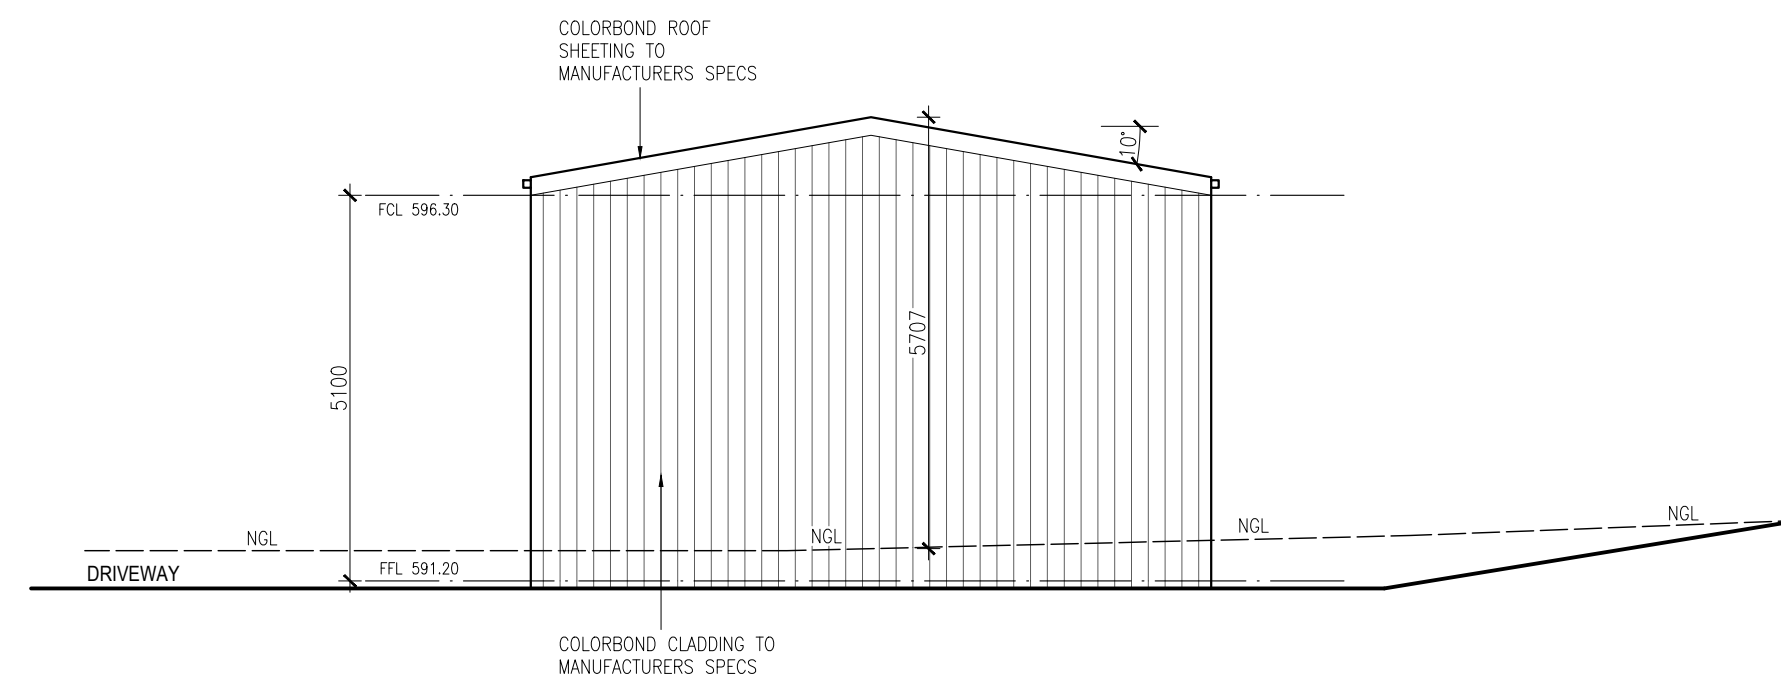 COLORBOND ROOF
SHEETING TO
MANUFACTURERS SPECS
10°
FCL 596.30
5707
5100
NGL
NGL
NGL
NGL
DRIVEWAY
FFL 591.20
COLORBOND CLADDING TO
MANUFACTURERS SPECS